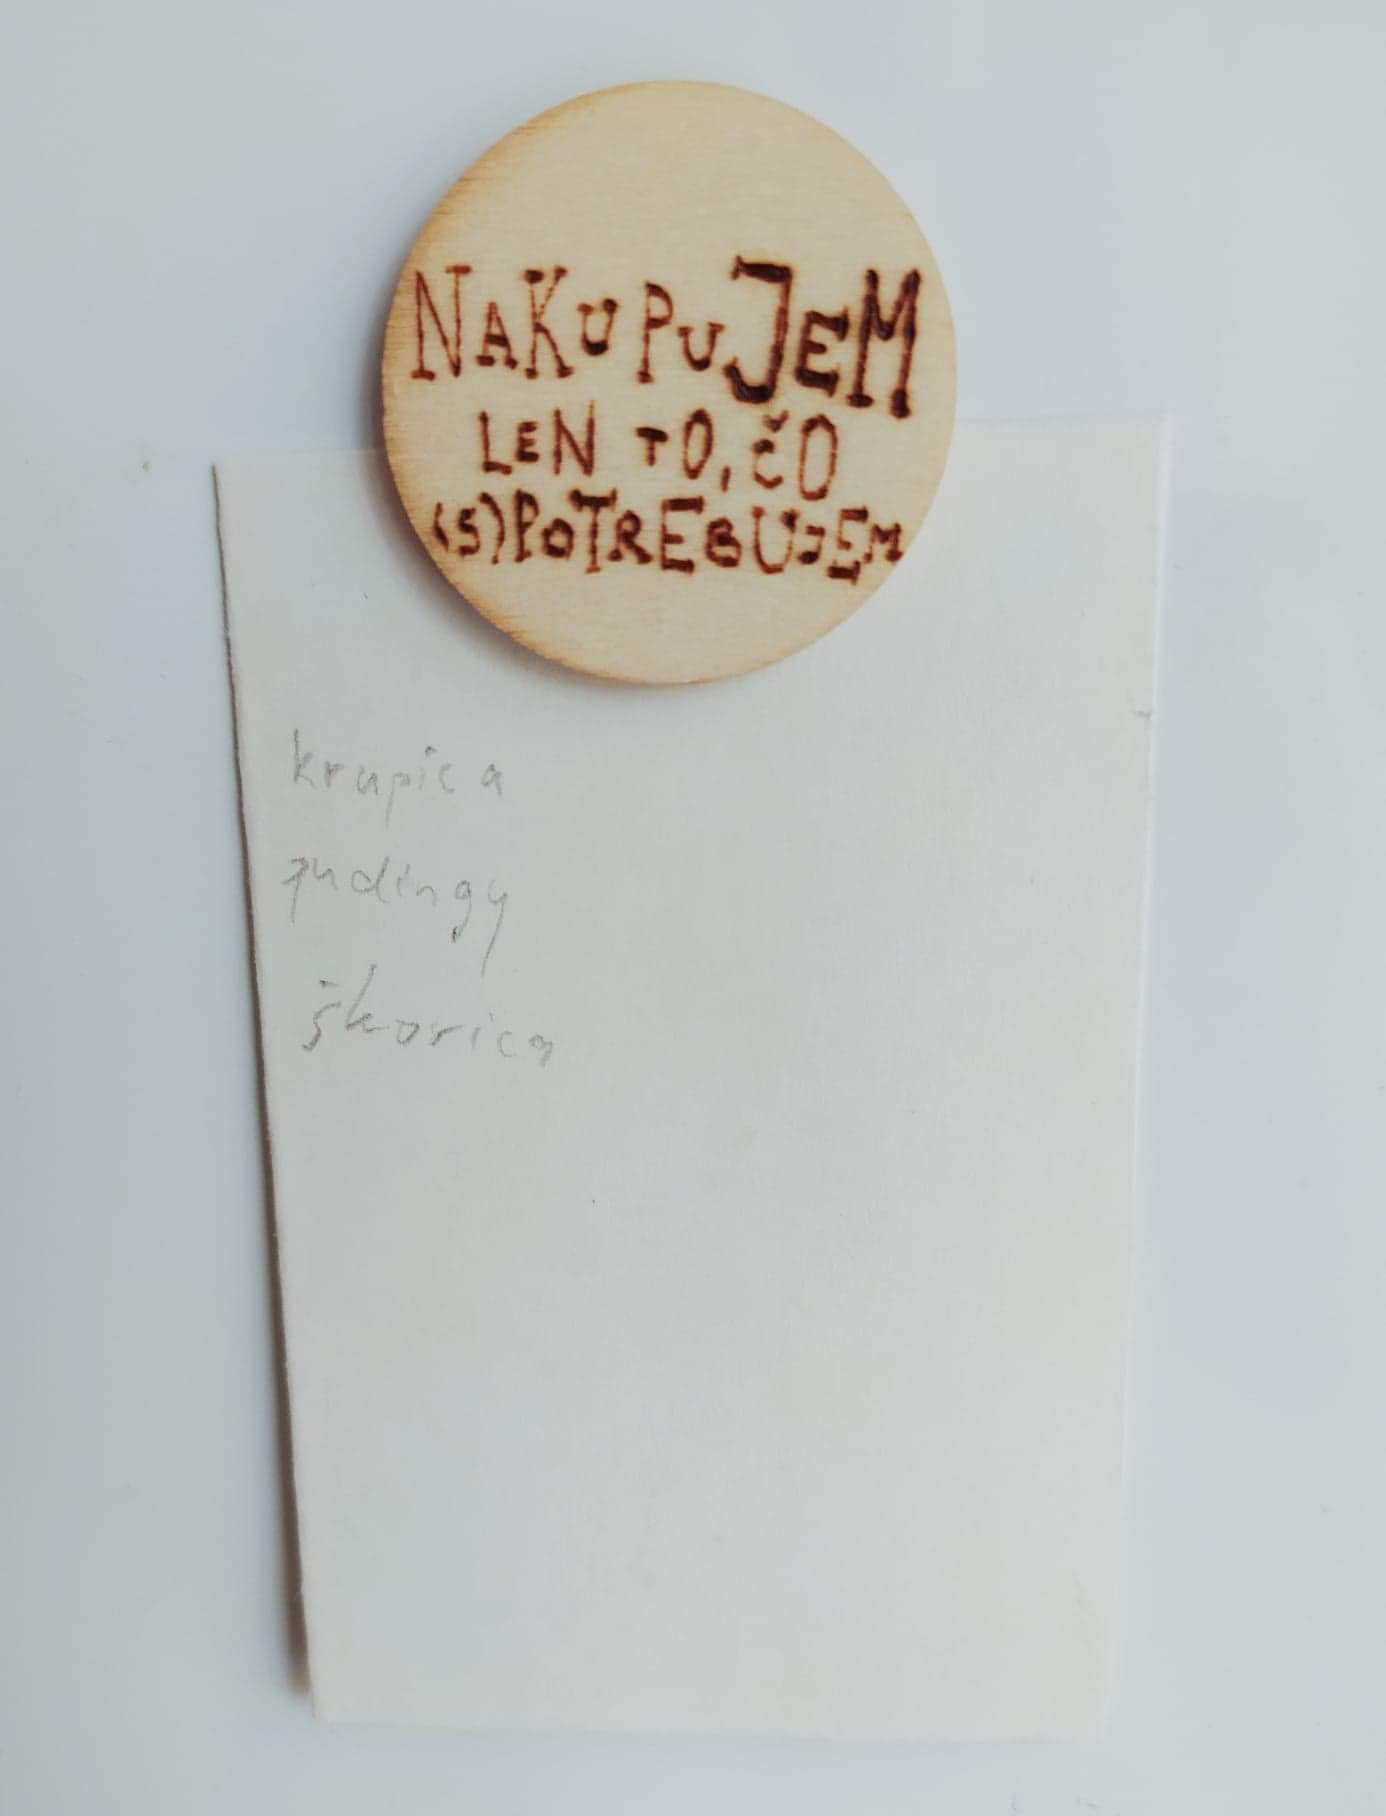 NAKUPUJEM
LEN TO, ČO
(S)POTREBUJEM
krupica
pudingy
škorica